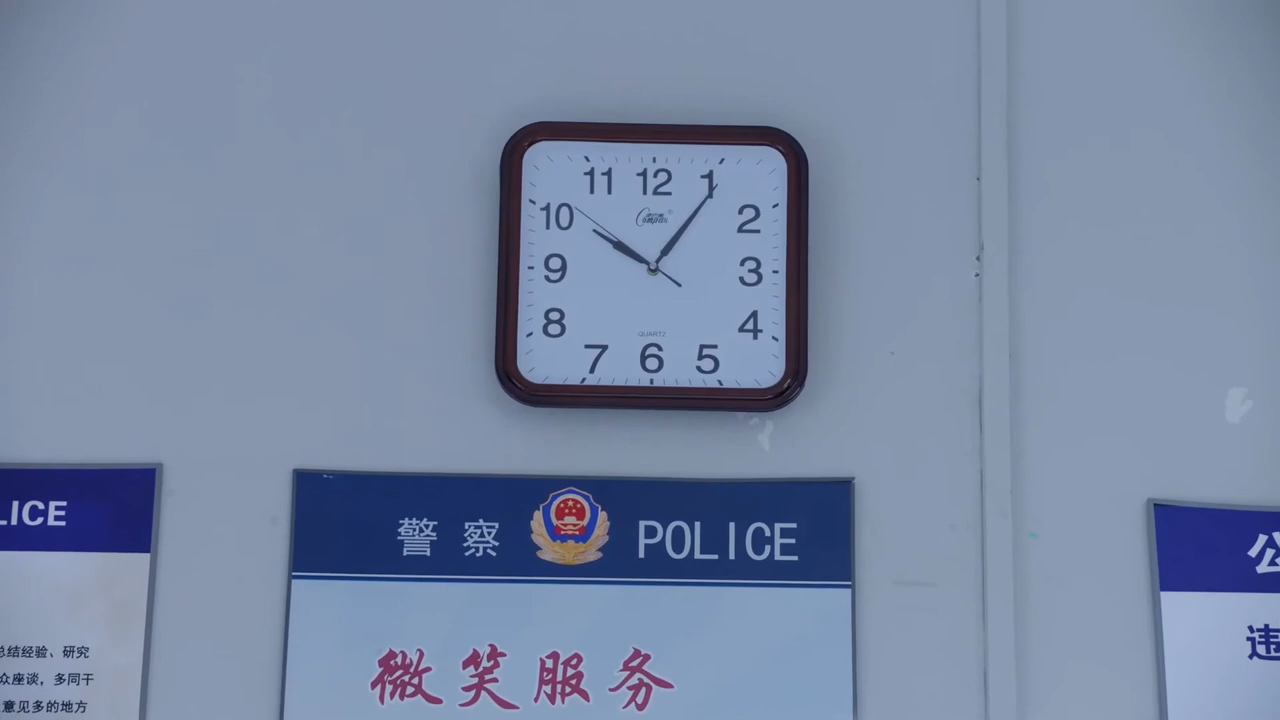 11 12 1
10 2
9 3
8 4
7 6 5
QUARTZ
LICE
总结经验、研究
众座谈，多同干
意见多的地方
警察 POLICE
微笑服务
公
违